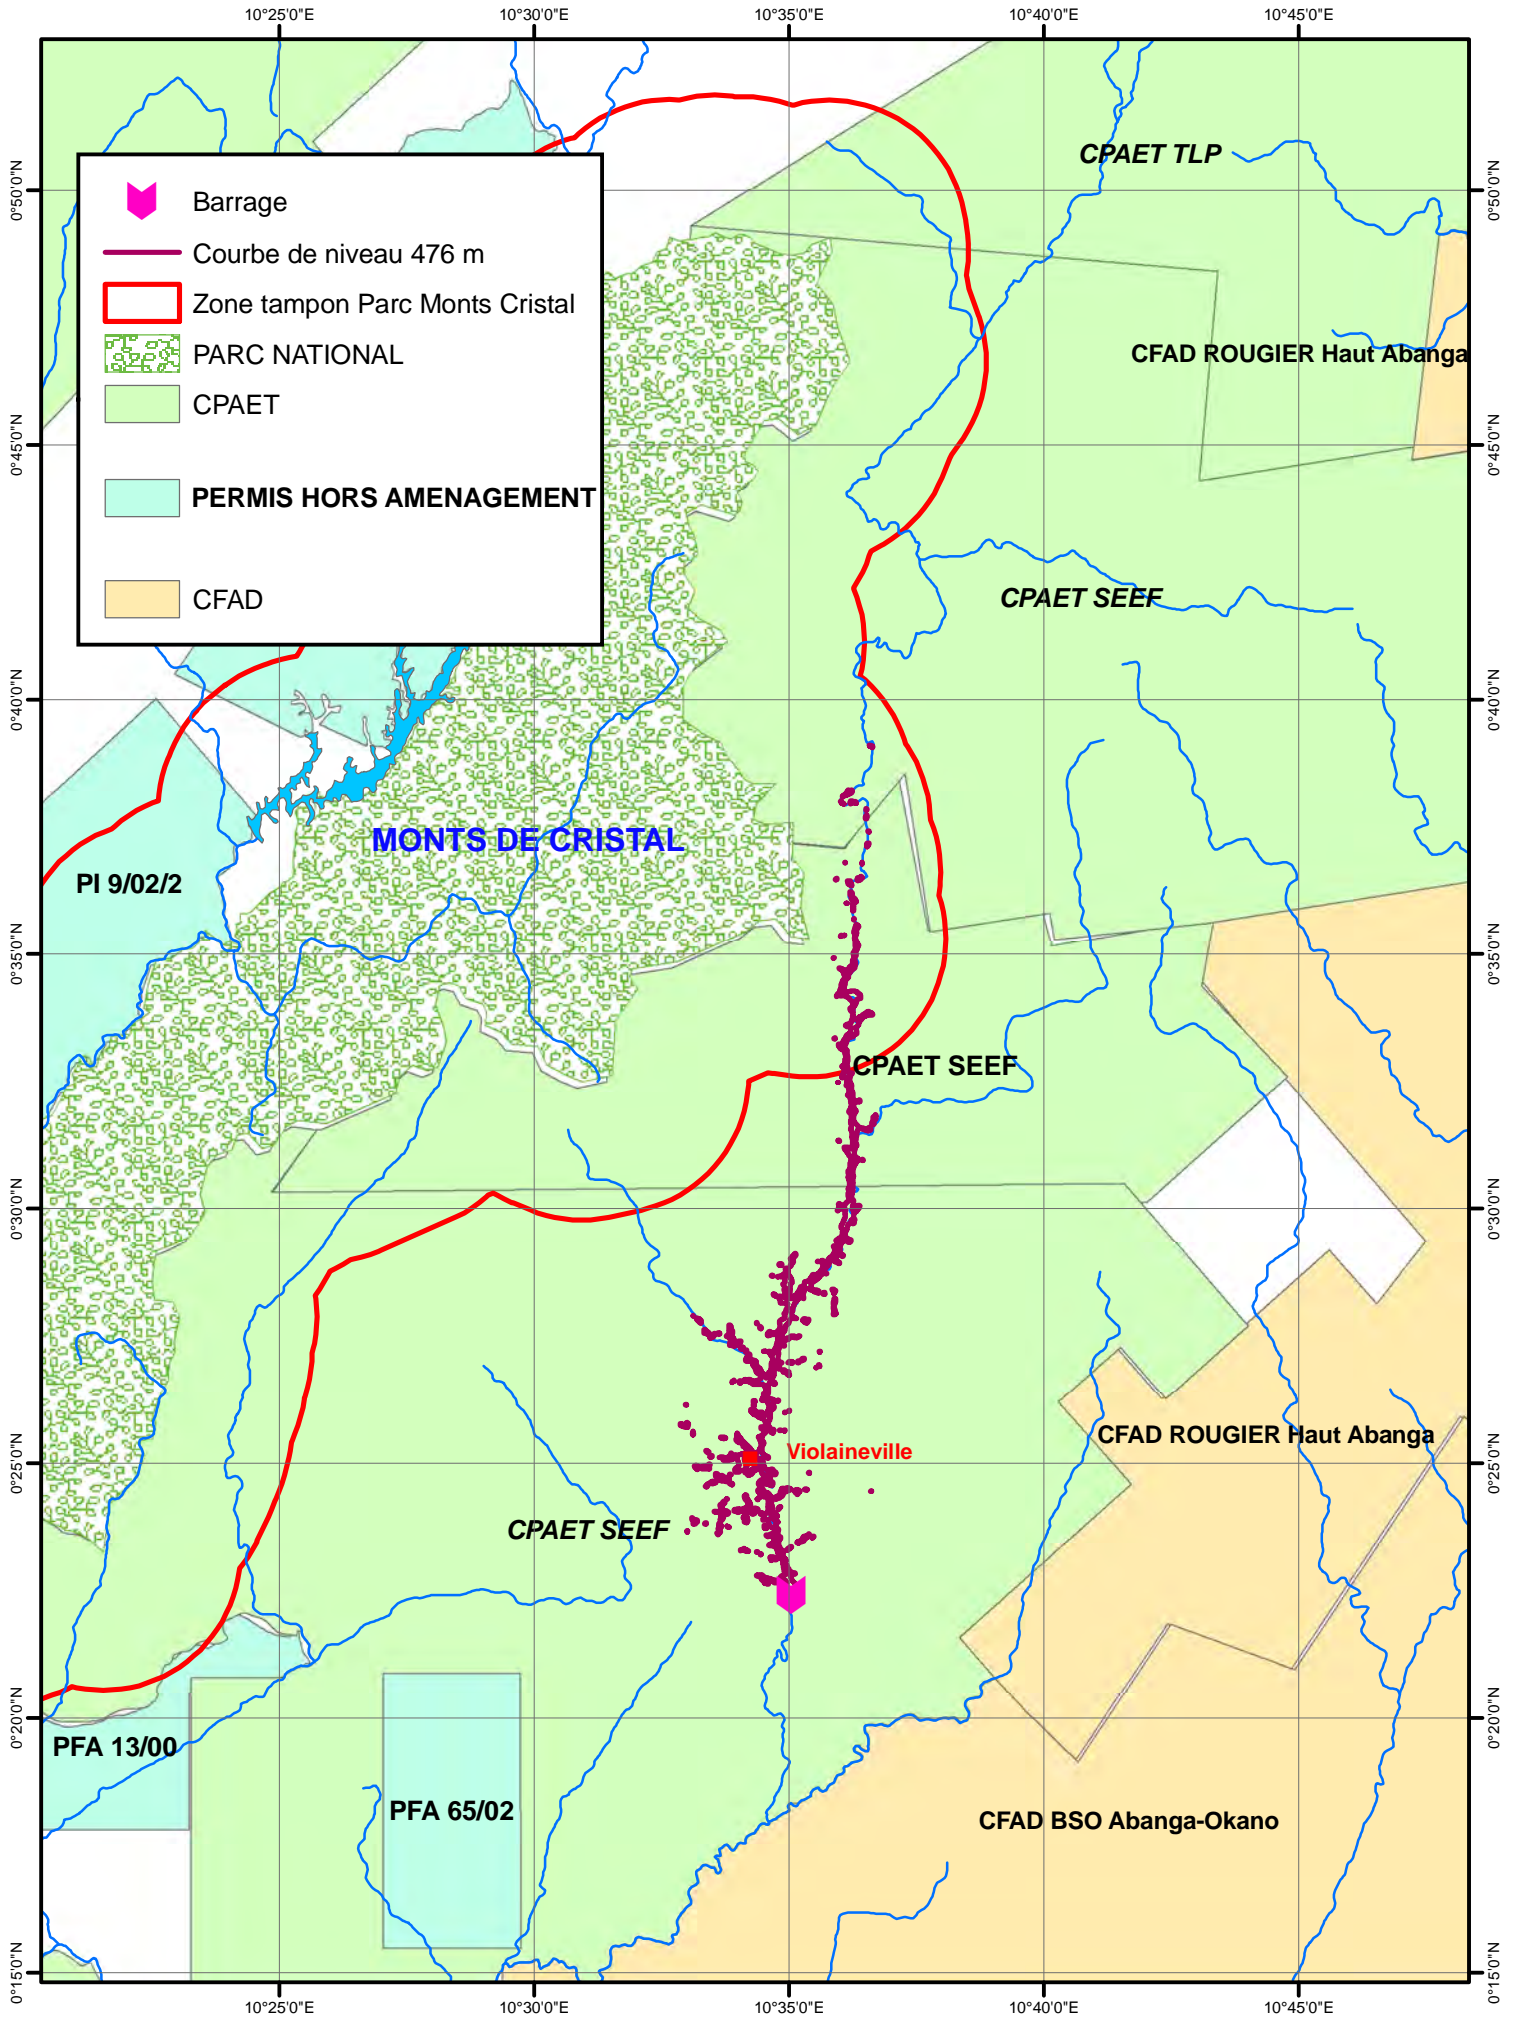 10°25'0"E 10°30'0"E 10°35'0"E 10°40'0"E 10°45'0"E
CPAET TLP
0°50'0"N 0°50'0"N
Barrage
Courbe de niveau 476 m
Zone tampon Parc Monts Cristal
PARC NATIONAL
CFAD ROUGIER Haut Abanga
CPAET
0°45'0"N 0°45'0"N
PERMIS HORS AMENAGEMENT
CFAD
CPAET SEEF
0°40'0"N 0°40'0"N
MONTS DE CRISTAL
PI 9/02/2
0°35'0"N 0°35'0"N
CPAET SEEF
0°30'0"N 0°30'0"N
CFAD ROUGIER Haut Abanga
Violaineville
0°25'0"N 0°25'0"N
CPAET SEEF
0°20'0"N 0°20'0"N
PFA 13/00
PFA 65/02
CFAD BSO Abanga-Okano
0°15'0"N 0°15'0"N
10°25'0"E 10°30'0"E 10°35'0"E 10°40'0"E 10°45'0"E